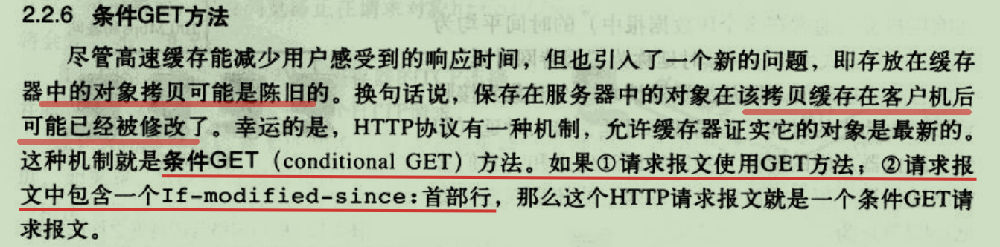 2.2.6 条件GET方法
尽管高速缓存能减少用户感受到的响应时间，但也引入了一个新的问题，即存放在缓存
器中的对象拷贝可能是陈旧的。换句话说，保存在服务器中的对象在该拷贝缓存在客户机后
可能已经被修改了。幸运的是，HTTP协议有一种机制，允许缓存器证实它的对象是最新的。
这种机制就是条件GET（conditional GET）方法。如果①请求报文使用GET方法；②请求报
文中包含一个If-modified-since:首部行，那么这个HTTP请求报文就是一个条件GET请
求报文。